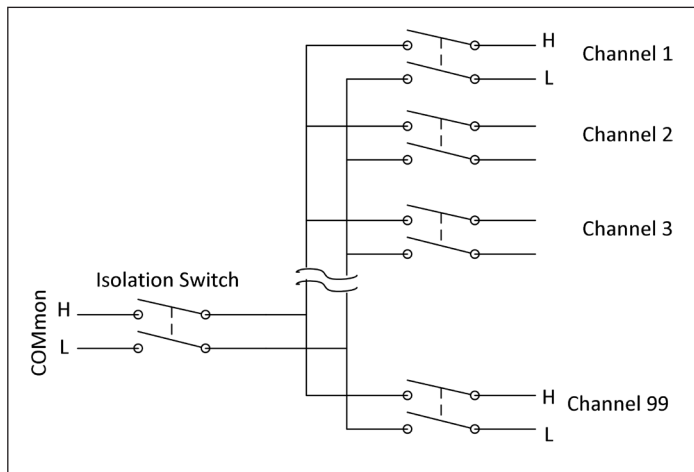 H
Channel 1
L
Channel 2
Channel 3
Isolation Switch
COMmon
H
L
H
Channel 99
L